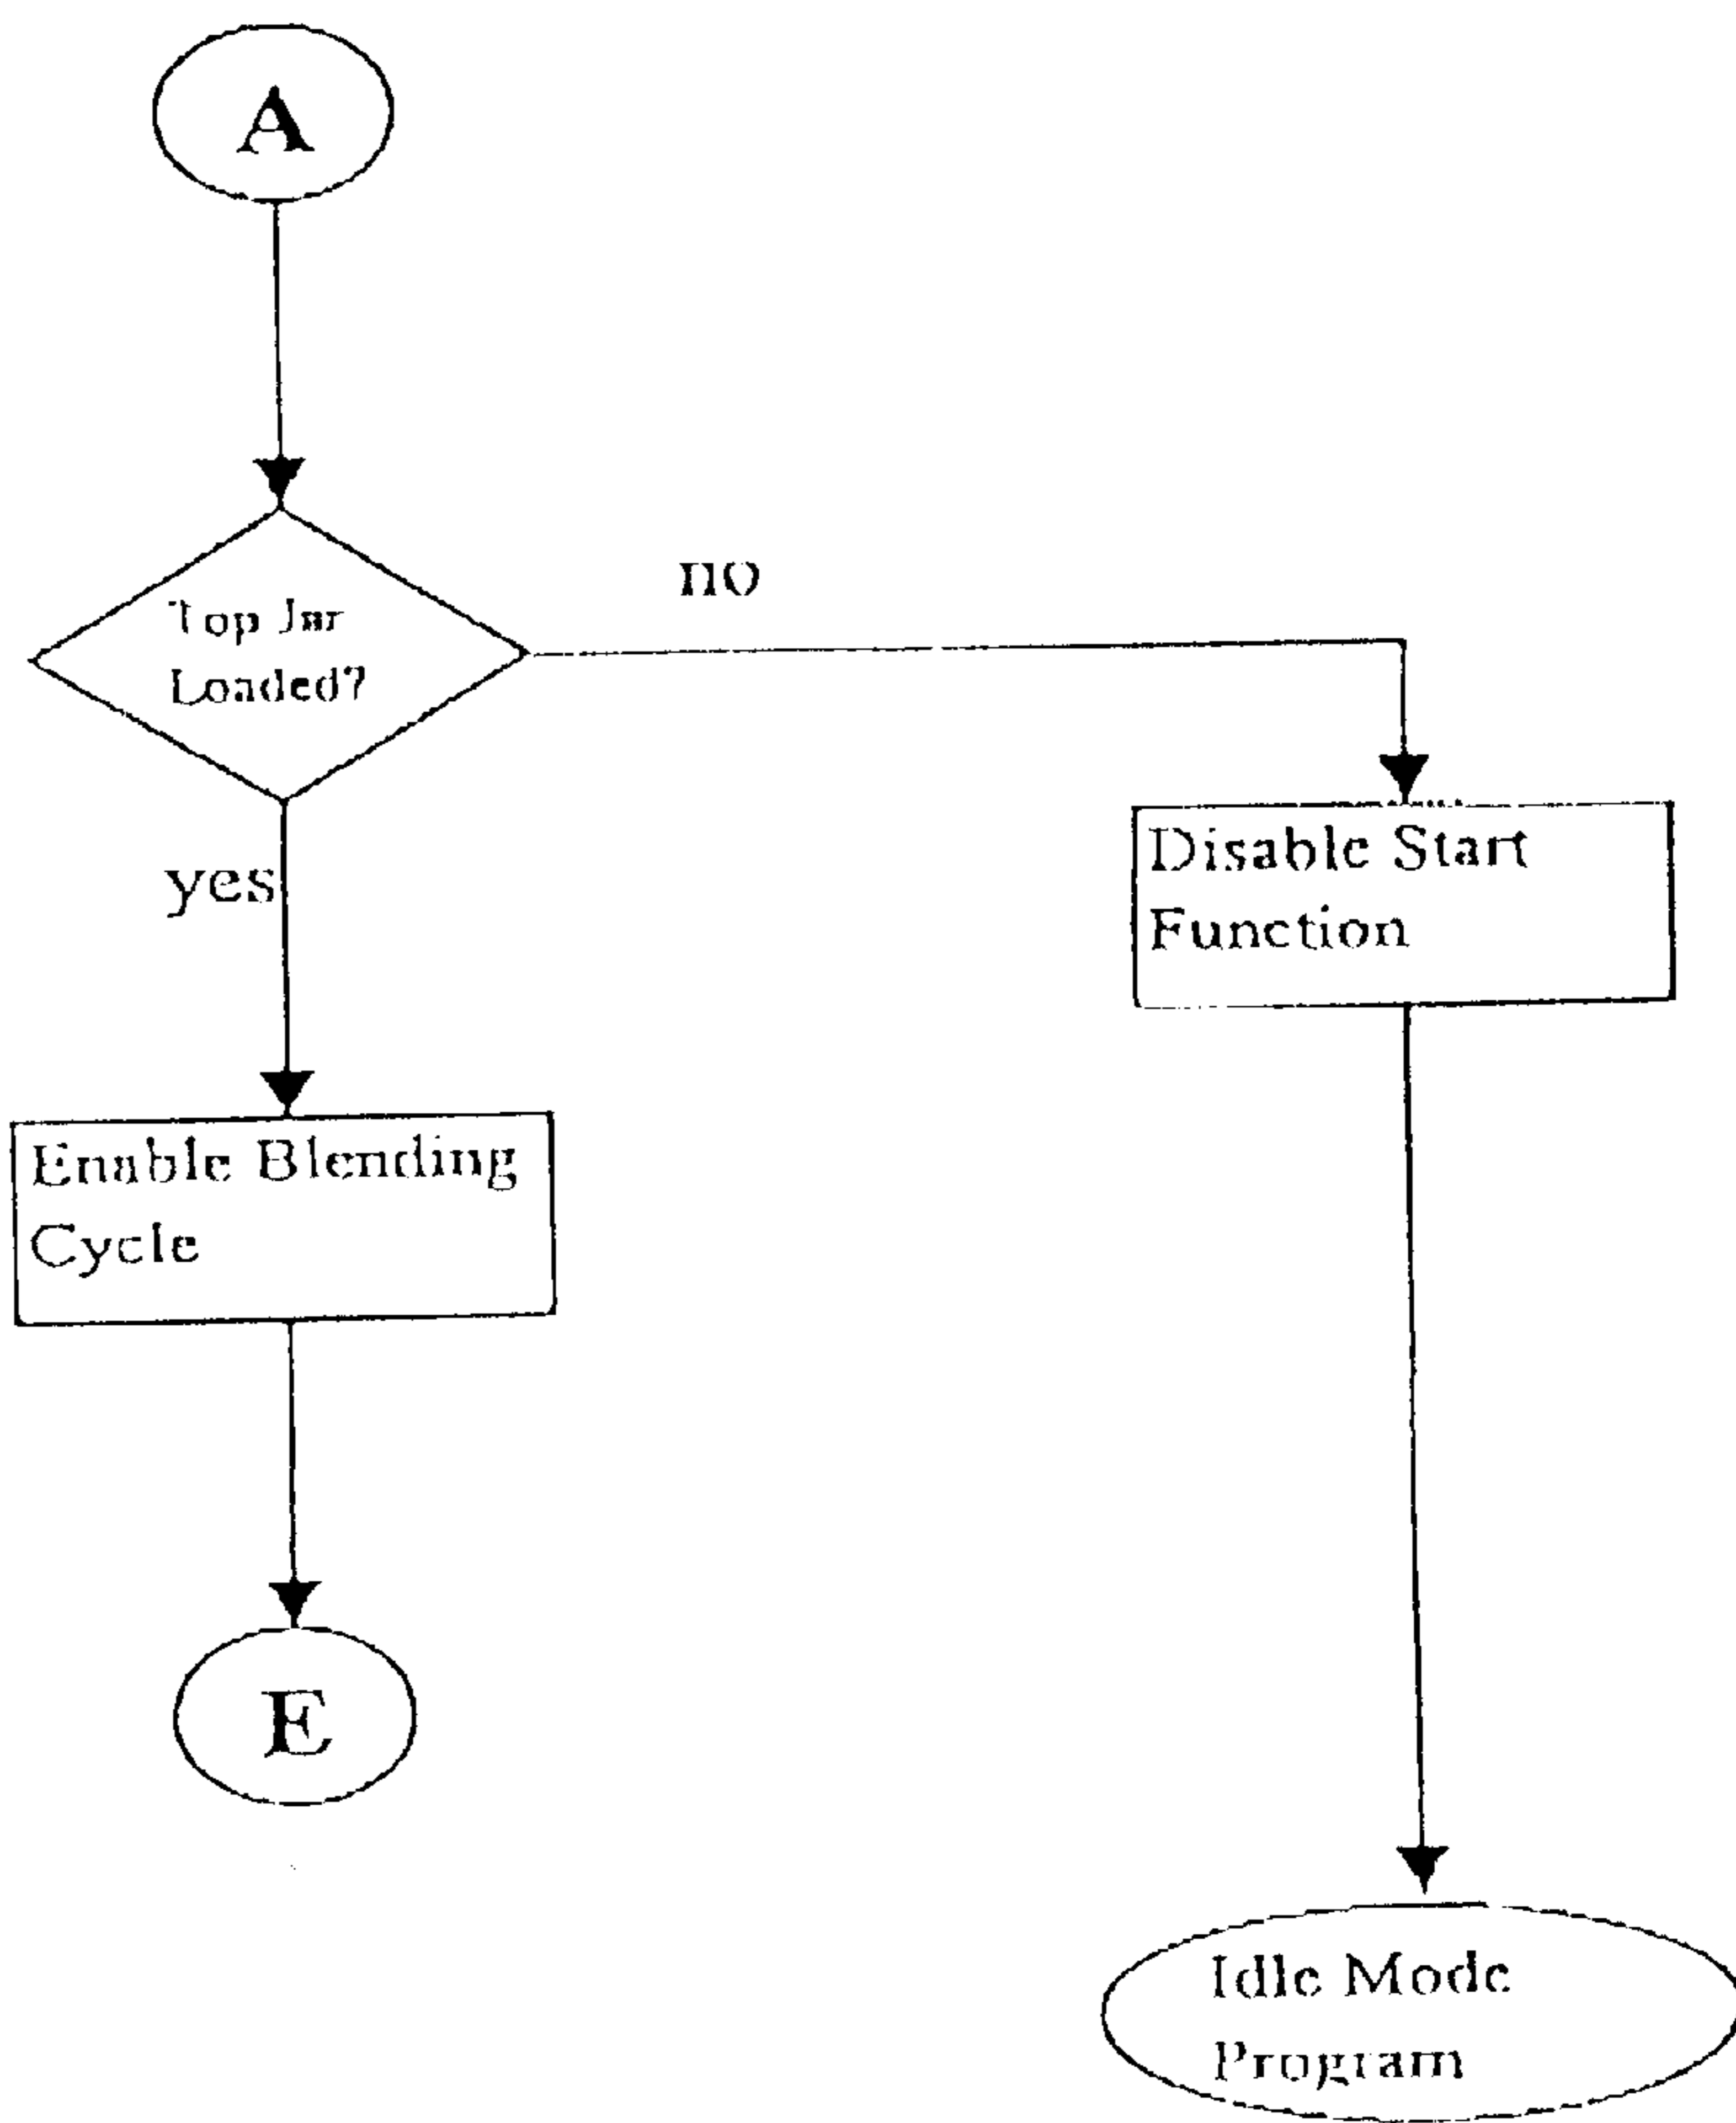 A
Top Jar
Loaded?
no
yes
Disable Start
Function
Enable Blending
Cycle
E
Idle Mode
Program